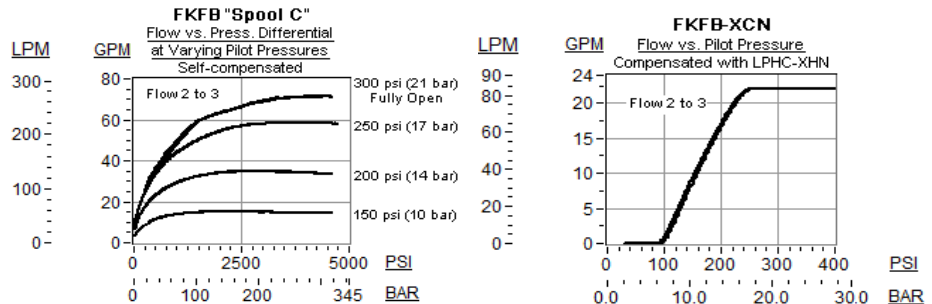 FKFB "Spool C"
Flow vs. Press. Differential
at Varying Pilot Pressures
Self-compensated
LPM
GPM
300
200
100
0
80
60
40
20
0
Flow 2 to 3
300 psi (21 bar)
Fully Open
250 psi (17 bar)
200 psi (14 bar)
150 psi (10 bar)
0 2500 5000 PSI
0 100 200 345 BAR
FKFB-XCN
Flow vs. Pilot Pressure
Compensated with LPHC-XHN
LPM
GPM
90
80
60
40
20
0
24
20
15
10
5
0
Flow 2 to 3
0 100 200 300 400 PSI
0.0 10.0 20.0 30.0 BAR